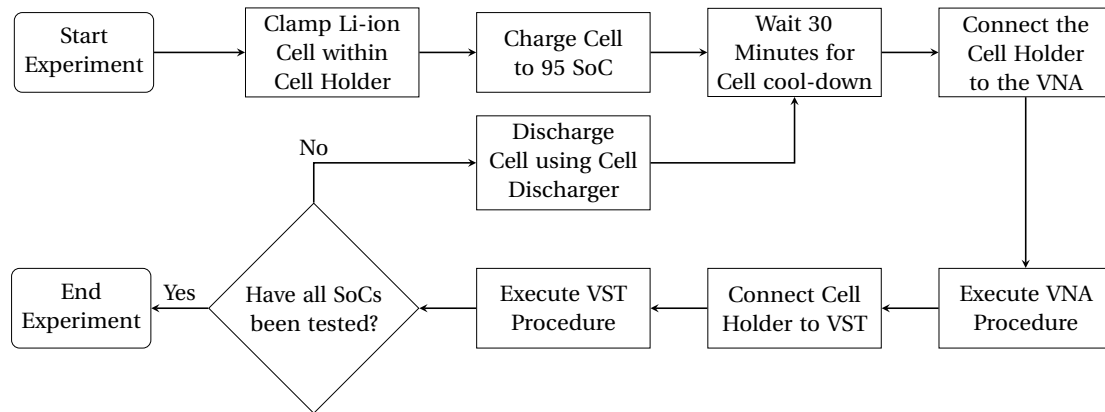 Start
Experiment
Clamp Li-ion
Cell within
Cell Holder
Charge Cell
to 95 SoC
Wait 30
Minutes for
Cell cool-down
Connect the
Cell Holder
to the VNA
No
Discharge
Cell using Cell
Discharger
End
Experiment
Yes
Have all SoCs
been tested?
Execute VST
Procedure
Connect Cell
Holder to VST
Execute VNA
Procedure